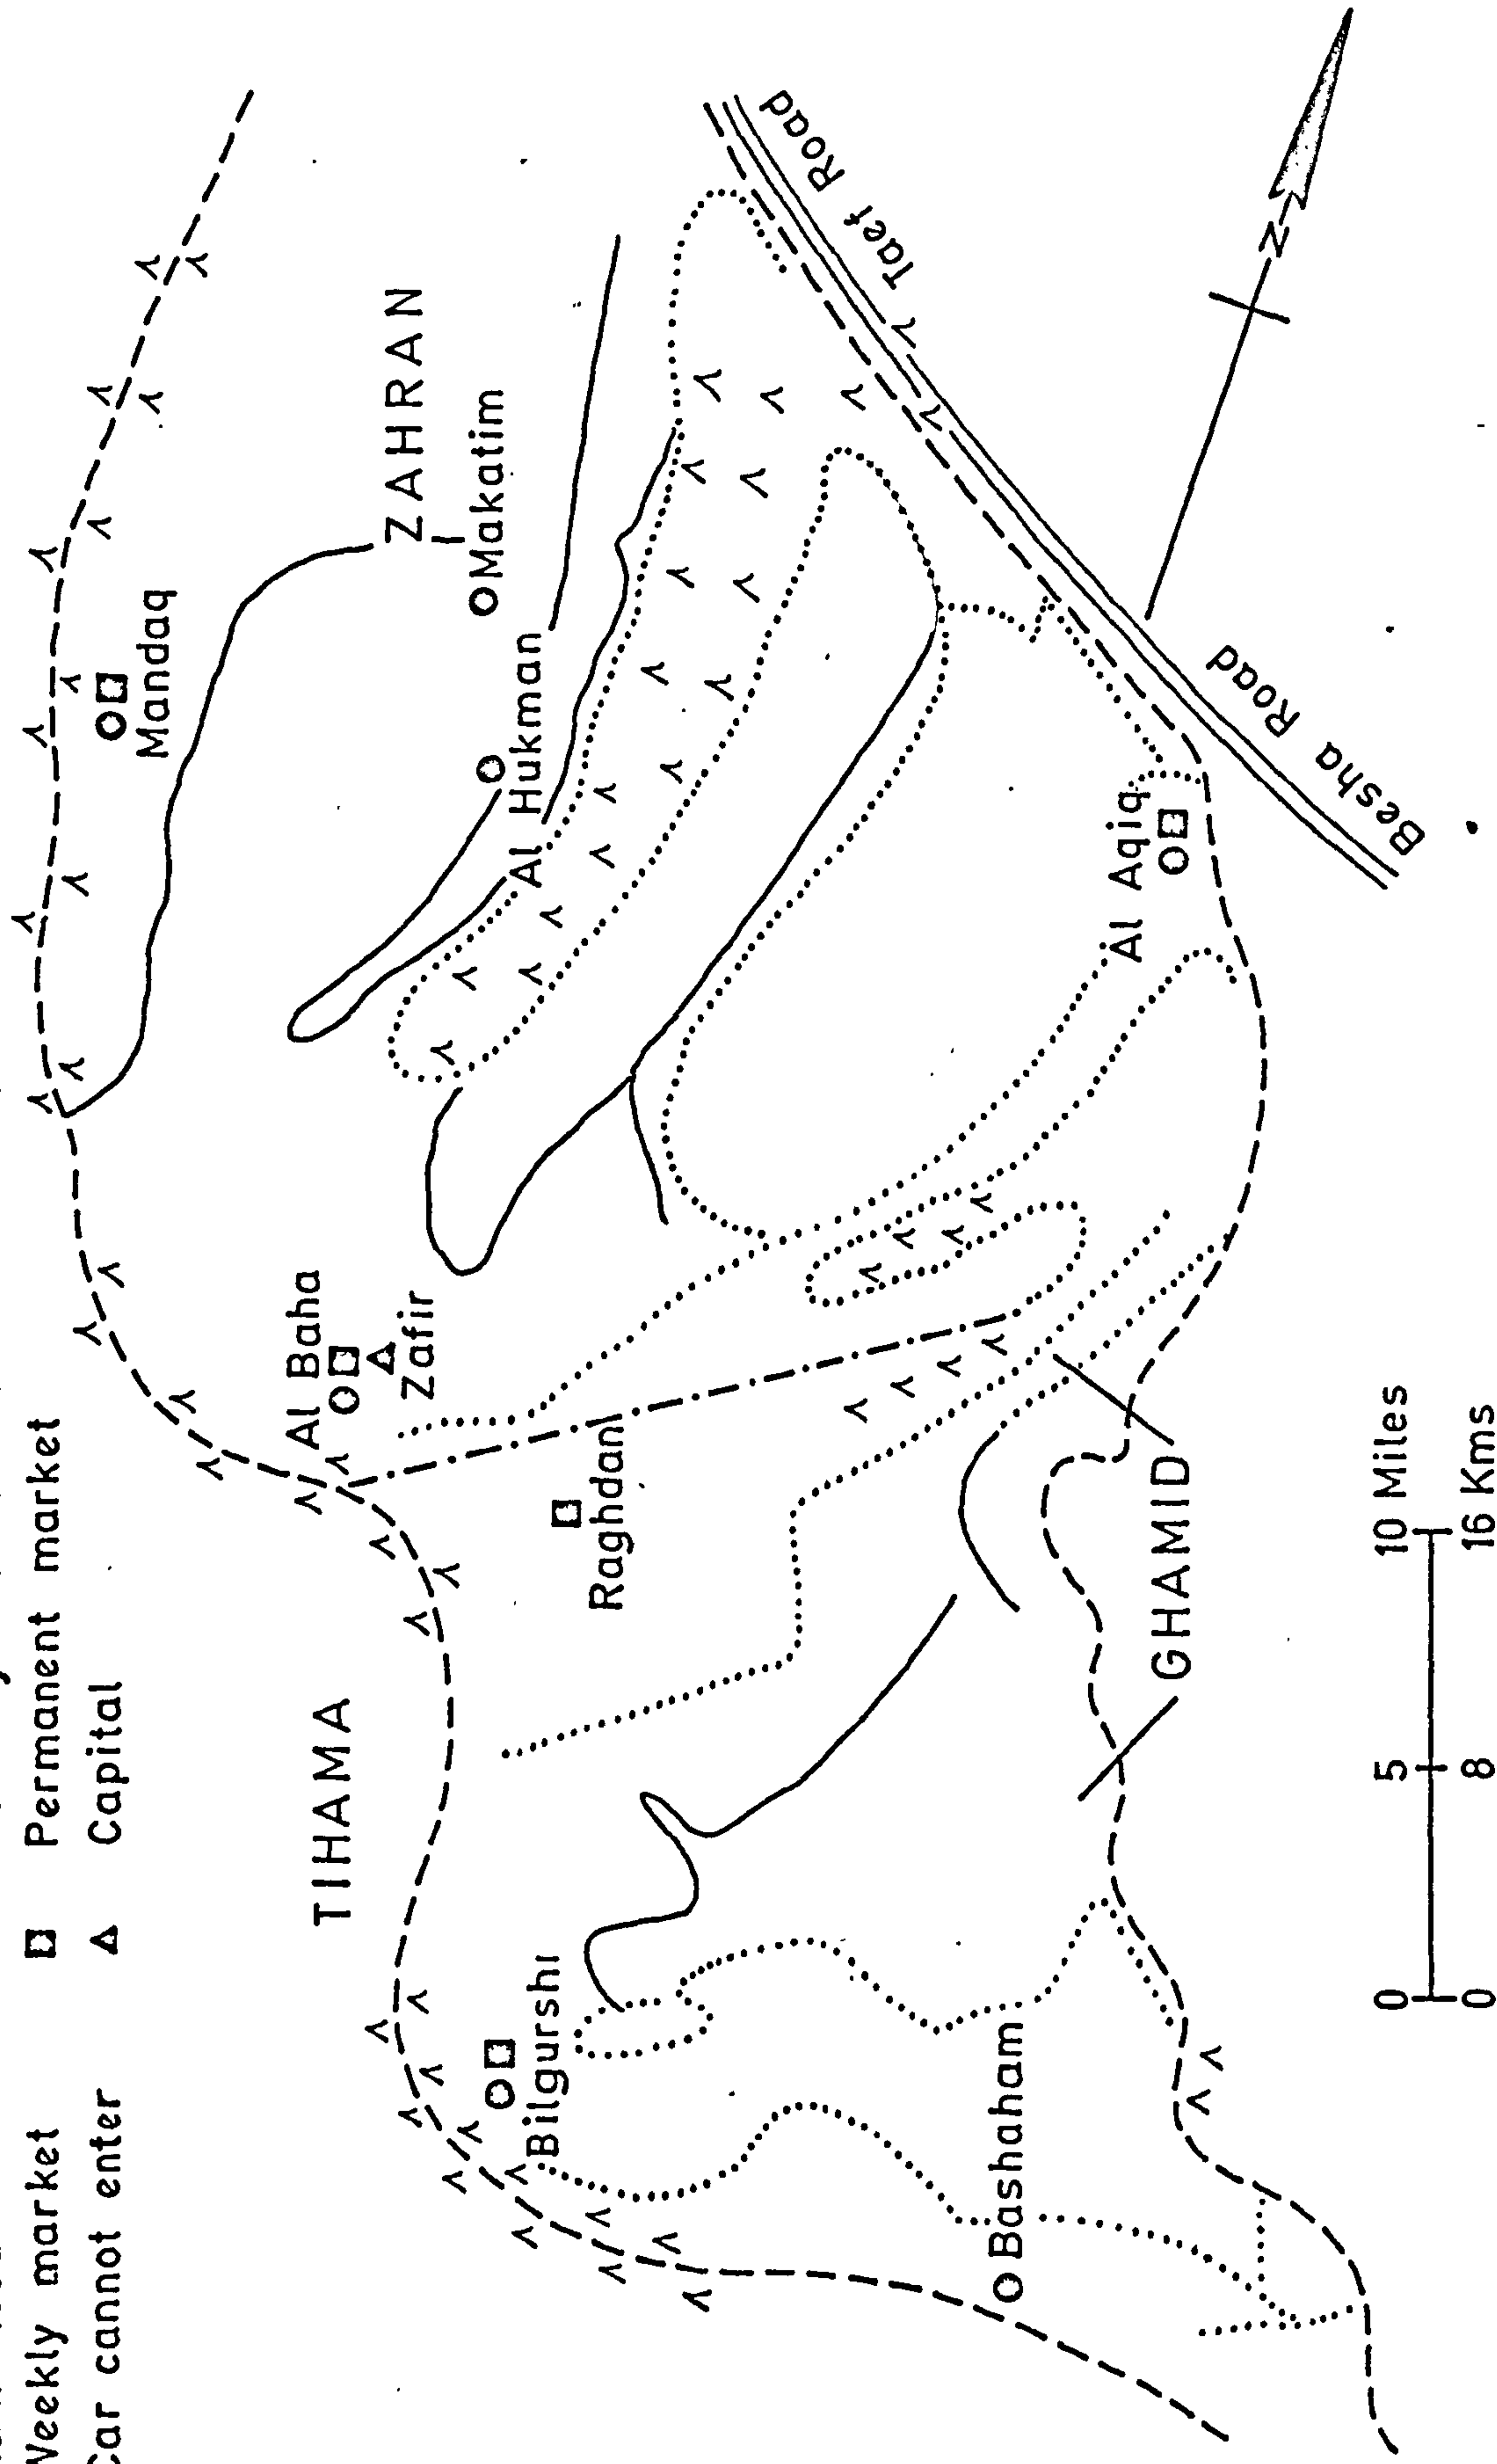 Weekly market
Permanent market
Car cannot enter
Capital
TIHAMA
ZAHRAN
GHAMID
Mandaq
Makatim
Al Hukman
Al Baha
Zafir
Raghdan
Bilgurshi
Bashaham
Al Aqiq
Taef Road
Besha Road
N
0 5 10 Miles
0 8 16 Kms